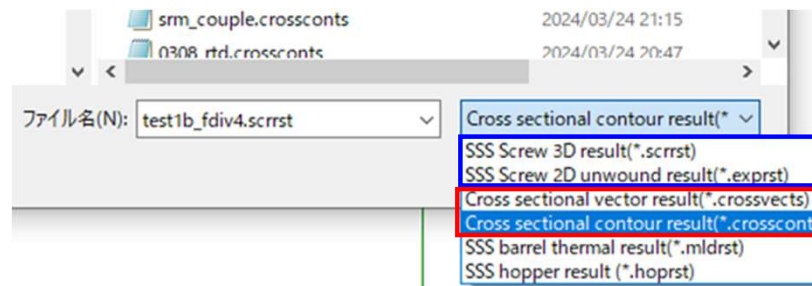 srm_couple.crossconts 2024/03/24 21:15
0308_rtd.crossconts 2024/03/24 20:47
ファイル名(N): test1b_fdiv4.scrrst Cross sectional contour result(*
SSS Screw 3D result(*.scrrst)
SSS Screw 2D unwound result(*.exprst)
Cross sectional vector result(*.crossvects)
Cross sectional contour result(*.crosscont
SSS barrel thermal result(*.mldrst)
SSS hopper result (*.hoprst)